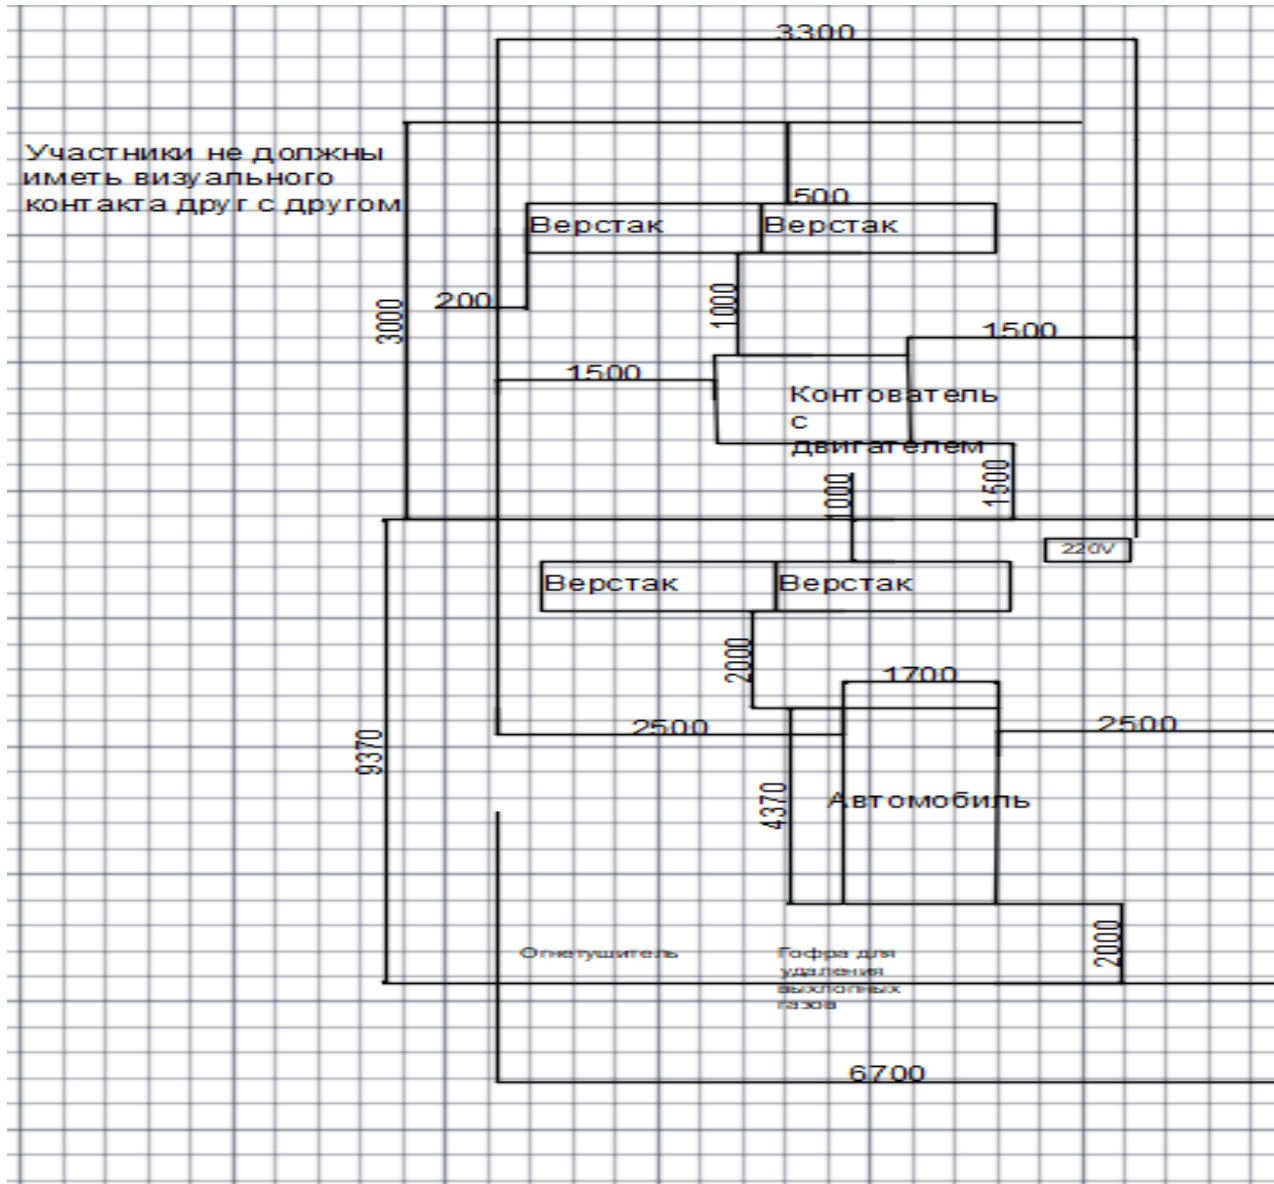 3300
Участники не должны
иметь визуального
контакта друг с другом
500
Верстак
Верстак
200
3000
1000
1500
1500
Контователь
с
двигателем
1000
1500
220V
Верстак
Верстак
2000
1700
2500
2500
9370
4370
Автомобиль
2000
Огнетушитель
Гофра для
удаления
выхлопных
газов
6700